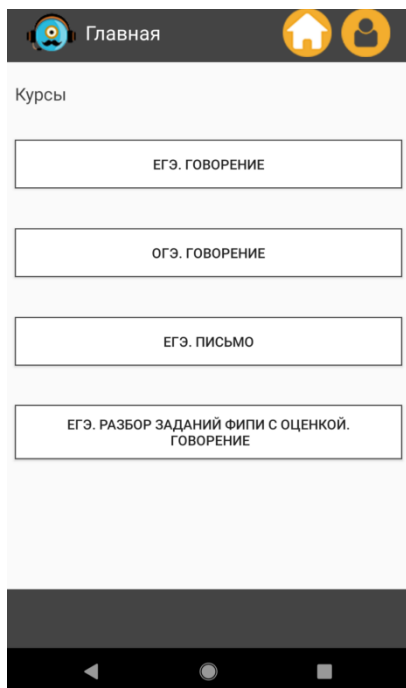 Главная
Курсы
ЕГЭ. ГОВОРЕНИЕ
ОГЭ. ГОВОРЕНИЕ
ЕГЭ. ПИСЬМО
ЕГЭ. РАЗБОР ЗАДАНИЙ ФИПИ С ОЦЕНКОЙ.
ГОВОРЕНИЕ